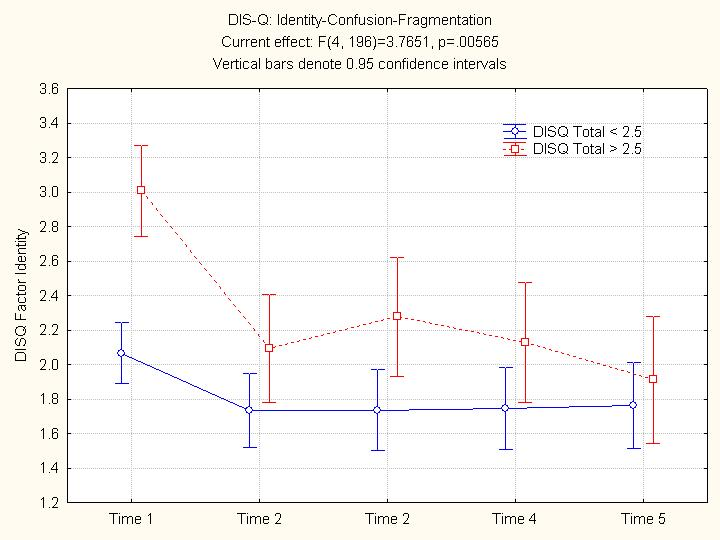 DIS-Q: Identity-Confusion-Fragmentation
Current effect: F(4, 196)=3.7651, p=.00565
Vertical bars denote 0.95 confidence intervals
3.6
3.4
3.2
3.0
2.8
2.6
2.4
2.2
2.0
1.8
1.6
1.4
1.2
DISQ Factor Identity
DISQ Total < 2.5
DISQ Total > 2.5
Time 1 Time 2 Time 2 Time 4 Time 5